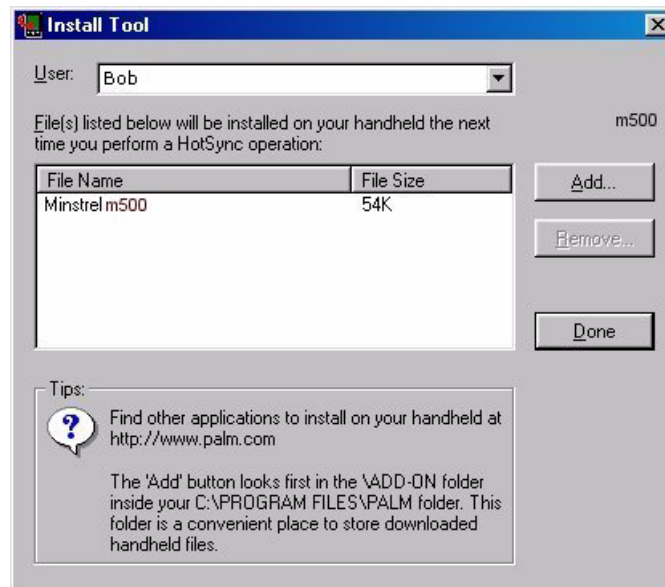 Install Tool
User: Bob
File(s) listed below will be installed on your handheld the next
time you perform a HotSync operation:
m500
File Name File Size
Minstrel m500 54K
Add...
Remove...
Done
Tips:
Find other applications to install on your handheld at
http://www.palm.com
The 'Add' button looks first in the \ADD-ON folder
inside your C:\PROGRAM FILES\PALM folder. This
folder is a convenient place to store downloaded
handheld files.